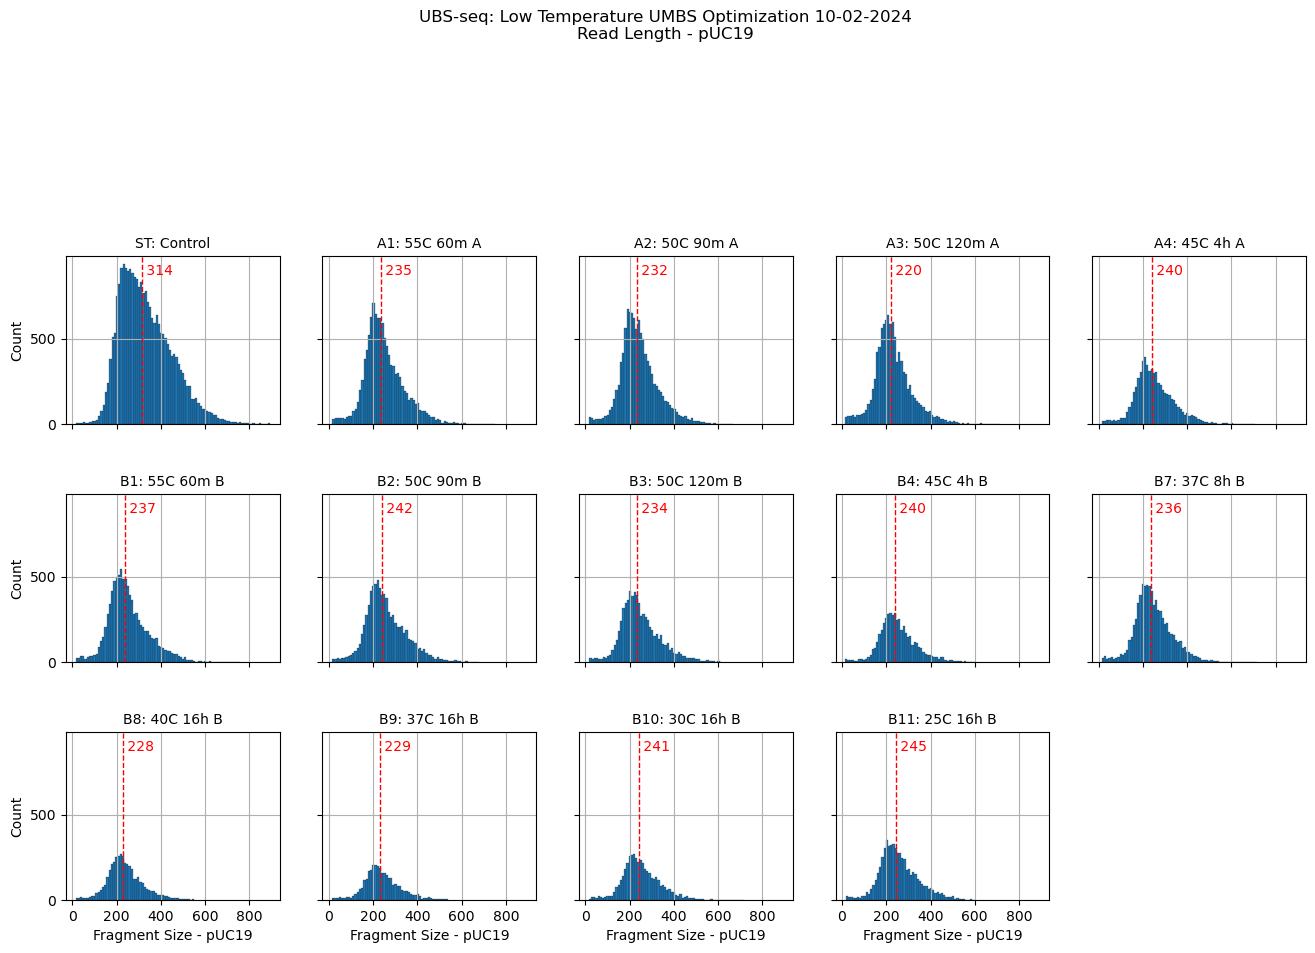 UBS-seq: Low Temperature UMBS Optimization 10-02-2024
Read Length - pUC19
ST: Control
A1: 55C 60m A
A2: 50C 90m A
A3: 50C 120m A
A4: 45C 4h A
314
235
232
220
240
500
0
Count
B1: 55C 60m B
B2: 50C 90m B
B3: 50C 120m B
B4: 45C 4h B
B7: 37C 8h B
237
242
234
240
236
500
0
Count
B8: 40C 16h B
B9: 37C 16h B
B10: 30C 16h B
B11: 25C 16h B
228
229
241
245
500
0
Count
0 200 400 600 800
0 200 400 600 800
0 200 400 600 800
0 200 400 600 800
Fragment Size - pUC19
Fragment Size - pUC19
Fragment Size - pUC19
Fragment Size - pUC19